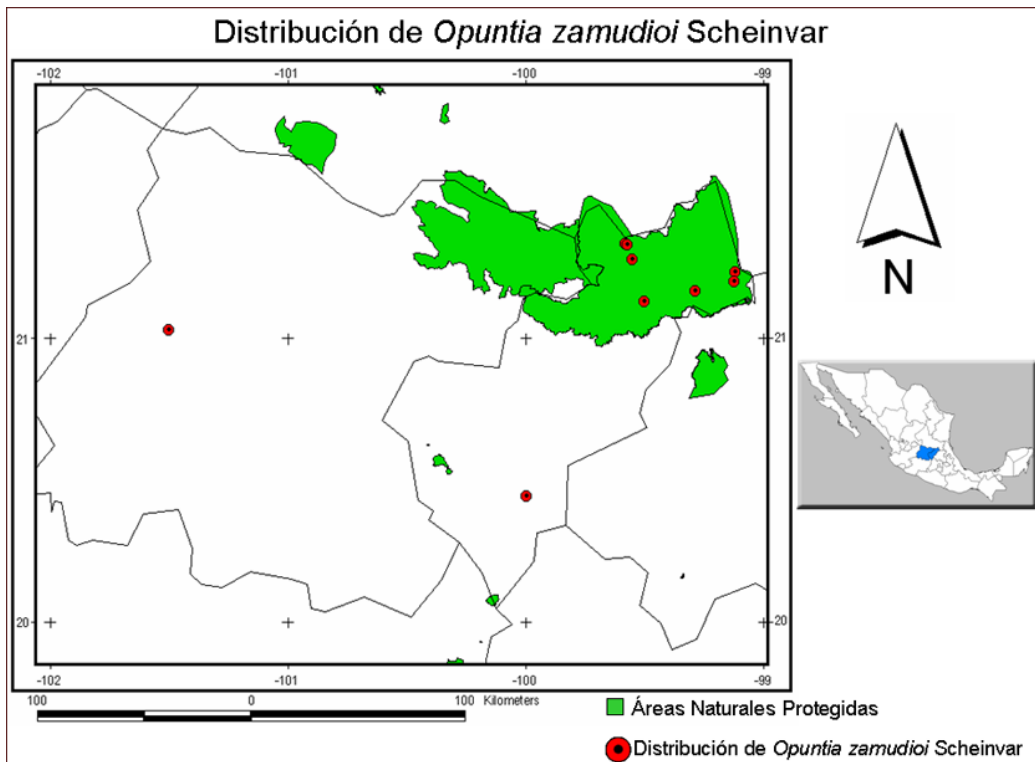 Distribución de Opuntia zamudioi Scheinvar
-102 -101 -100 -99
21 21
20 20
-102 -101 -100 -99
N
100 0 100 Kilometers
Áreas Naturales Protegidas
Distribución de Opuntia zamudioi Scheinvar